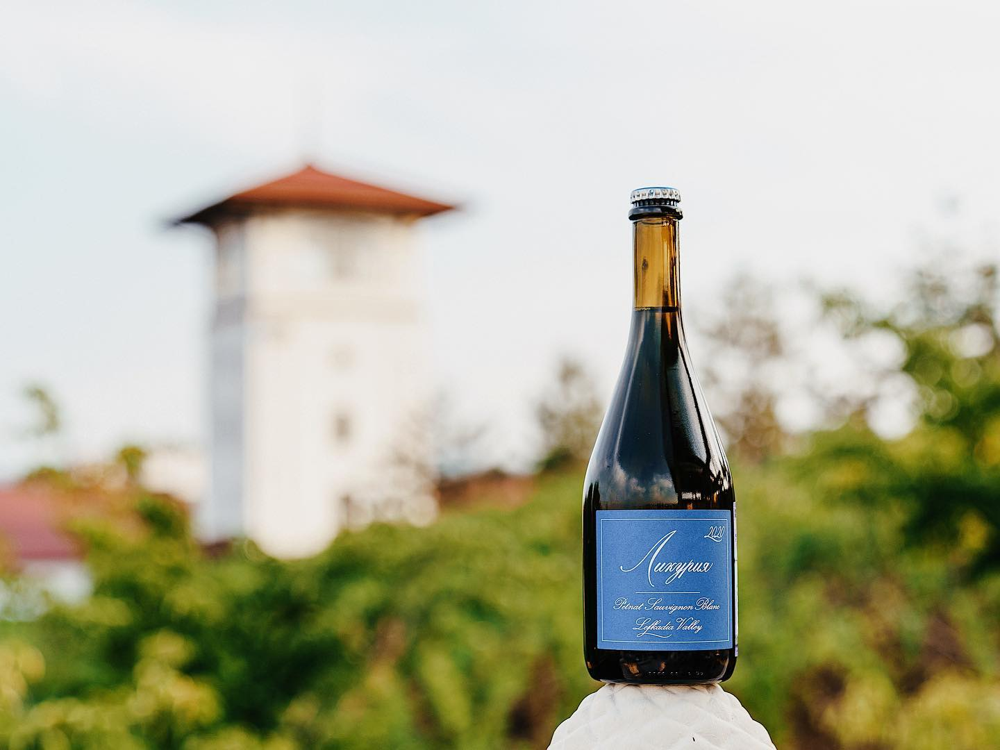 2020
Ликурия
Petnat Sauvignon Blanc
Lefkadia Valley